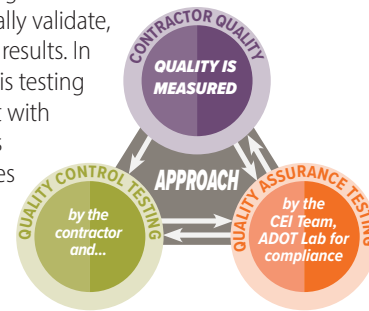 ally validate,
results. In
is testing
with
es
CONTRACTOR QUALITY
QUALITY IS
MEASURED
APPROACH
QUALITY CONTROL TESTING
by the
contractor
and...
QUALITY ASSURANCE TESTING
by the
CEI Team,
ADOT Lab for
compliance